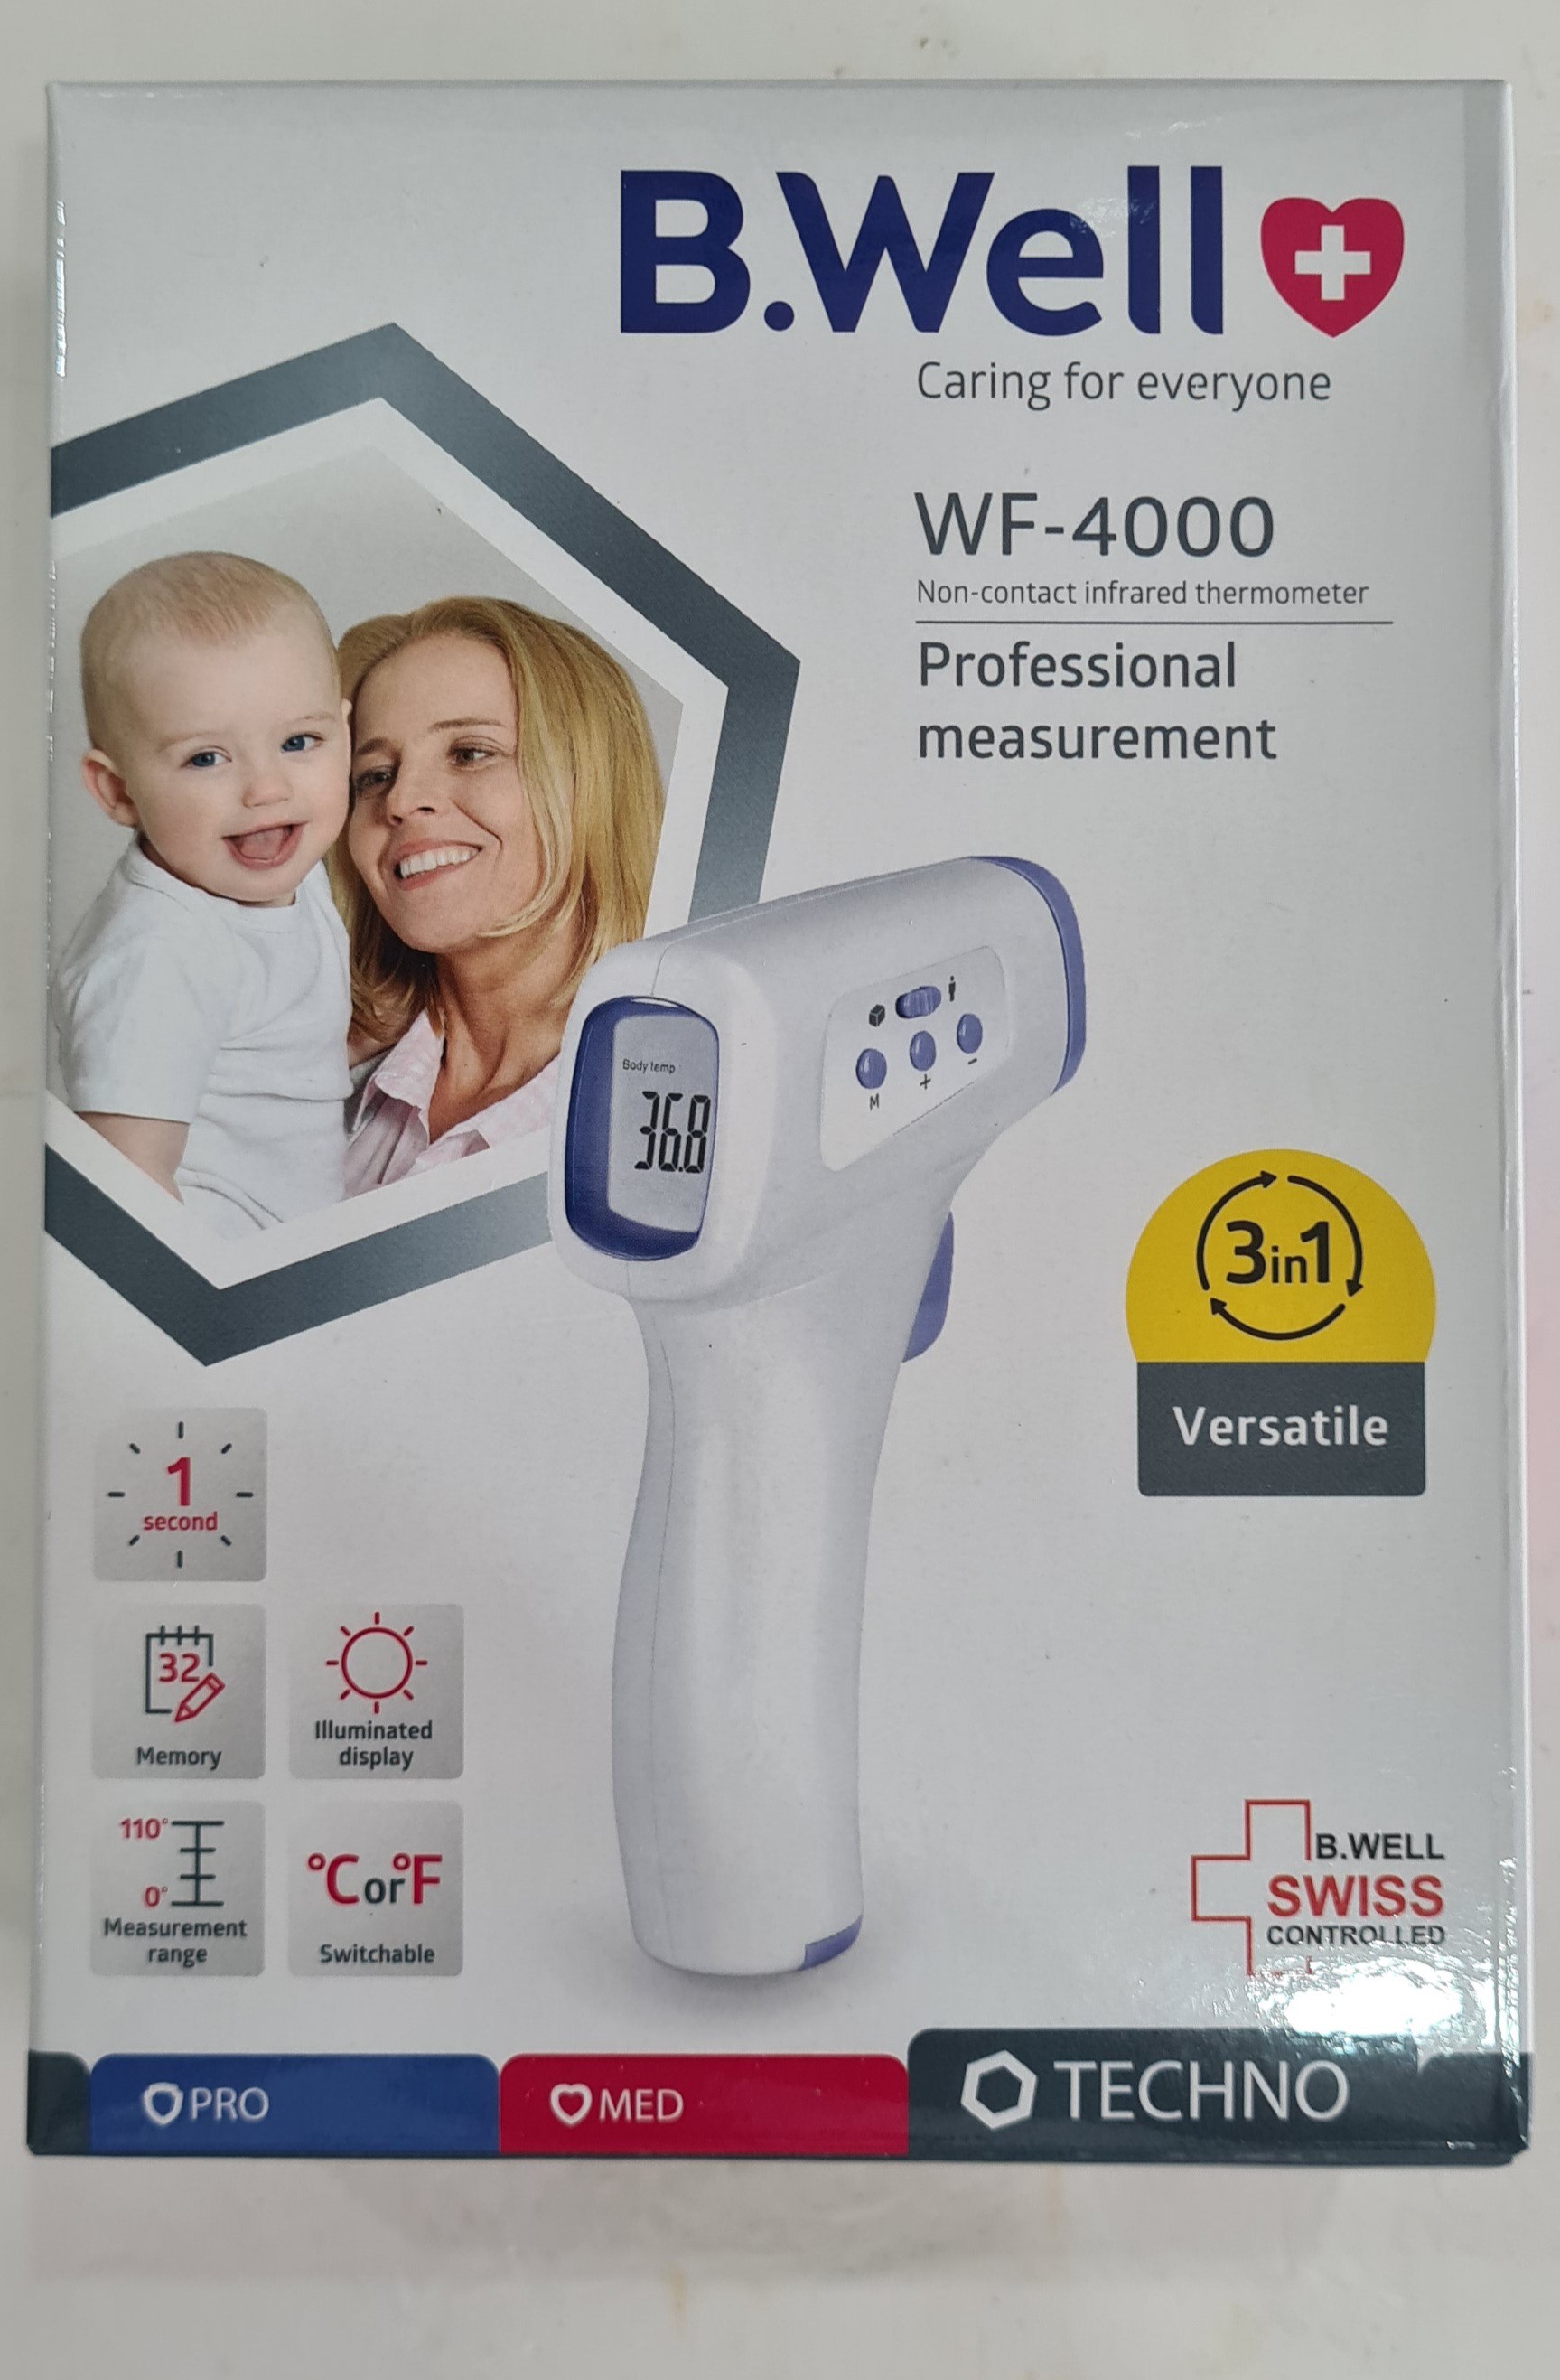 B.Well
Caring for everyone
WF-4000
Non-contact infrared thermometer
Professional
measurement
Body temp
36.8
M
+
-
3in1
Versatile
1
second
32
Memory
Illuminated
display
110°
0°
Measurement
range
°C or °F
Switchable
B.WELL
SWISS
CONTROLLED
PRO
MED
TECHNO